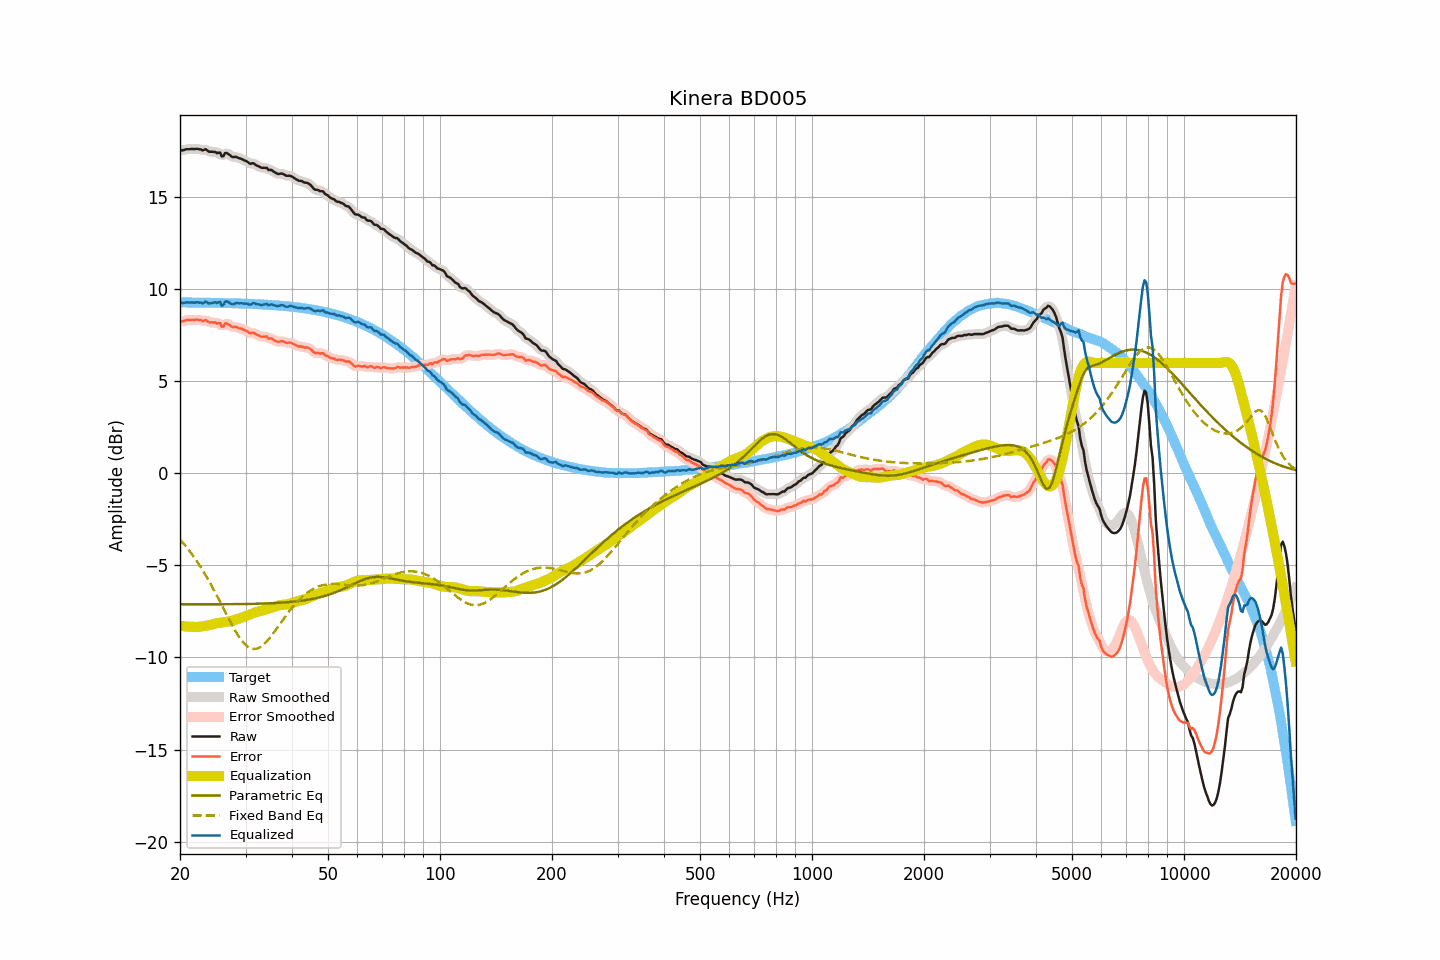 Kinera BD005
Amplitude (dBr)
15
10
5
0
−5
−10
−15
−20
Target
Raw Smoothed
Error Smoothed
Raw
Error
Equalization
Parametric Eq
Fixed Band Eq
Equalized
20 50 100 200 500 1000 2000 5000 10000 20000
Frequency (Hz)